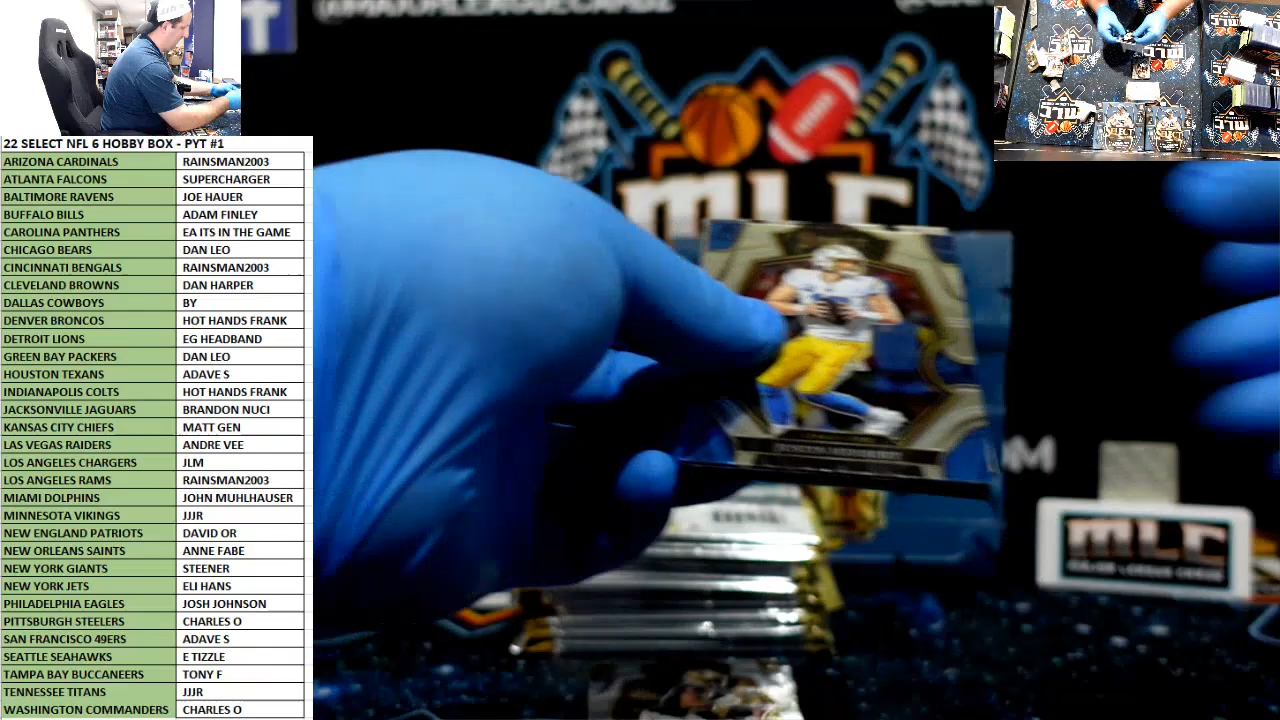 22 SELECT NFL 6 HOBBY BOX - PYT #1
ARIZONA CARDINALS RAINSMAN2003
ATLANTA FALCONS SUPERCHARGER
BALTIMORE RAVENS JOE HAUER
BUFFALO BILLS ADAM FINLEY
CAROLINA PANTHERS EA ITS IN THE GAME
CHICAGO BEARS DAN LEO
CINCINNATI BENGALS RAINSMAN2003
CLEVELAND BROWNS DAN HARPER
DALLAS COWBOYS BY
DENVER BRONCOS HOT HANDS FRANK
DETROIT LIONS EG HEADBAND
GREEN BAY PACKERS DAN LEO
HOUSTON TEXANS ADAVE S
INDIANAPOLIS COLTS HOT HANDS FRANK
JACKSONVILLE JAGUARS BRANDON NUCI
KANSAS CITY CHIEFS MATT GEN
LAS VEGAS RAIDERS ANDRE VEE
LOS ANGELES CHARGERS JLM
LOS ANGELES RAMS RAINSMAN2003
MIAMI DOLPHINS JOHN MUHLHAUSER
MINNESOTA VIKINGS JJJR
NEW ENGLAND PATRIOTS DAVID OR
NEW ORLEANS SAINTS ANNE FABE
NEW YORK GIANTS STEENER
NEW YORK JETS ELI HANS
PHILADELPHIA EAGLES JOSH JOHNSON
PITTSBURGH STEELERS CHARLES O
SAN FRANCISCO 49ERS ADAVE S
SEATTLE SEAHAWKS E TIZZLE
TAMPA BAY BUCCANEERS TONY F
TENNESSEE TITANS JJJR
WASHINGTON COMMANDERS CHARLES O
MLC
MLC
MAJOR LEAGUE CARDS